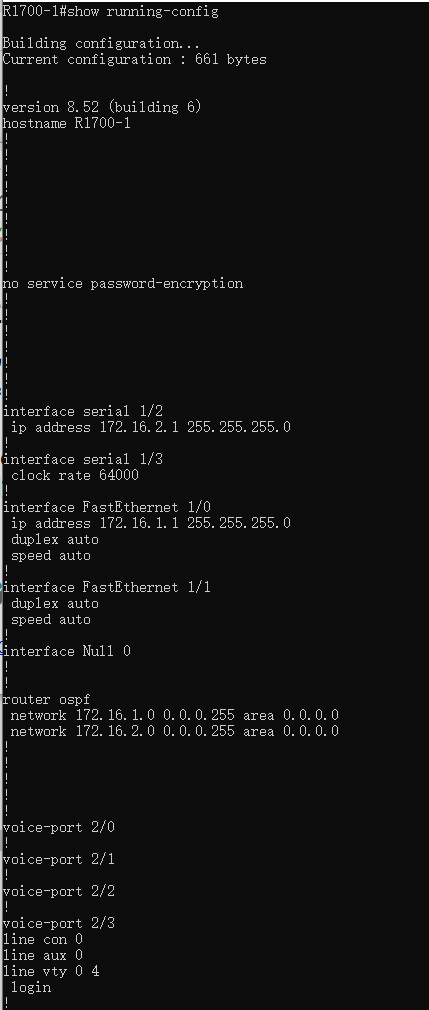 R1700-1#show running-config
Building configuration...
Current configuration : 661 bytes
!
version 8.52 (building 6)
hostname R1700-1
!
!
!
!
!
!
!
!
!
no service password-encryption
!
!
!
!
!
!
!
interface serial 1/2
 ip address 172.16.2.1 255.255.255.0
!
interface serial 1/3
 clock rate 64000
!
interface FastEthernet 1/0
 ip address 172.16.1.1 255.255.255.0
 duplex auto
 speed auto
!
interface FastEthernet 1/1
 duplex auto
 speed auto
!
interface Null 0
!
!
router ospf
 network 172.16.1.0 0.0.0.255 area 0.0.0.0
 network 172.16.2.0 0.0.0.255 area 0.0.0.0
!
!
!
!
!
voice-port 2/0
!
voice-port 2/1
!
voice-port 2/2
!
voice-port 2/3
line con 0
line aux 0
line vty 0 4
 login
!